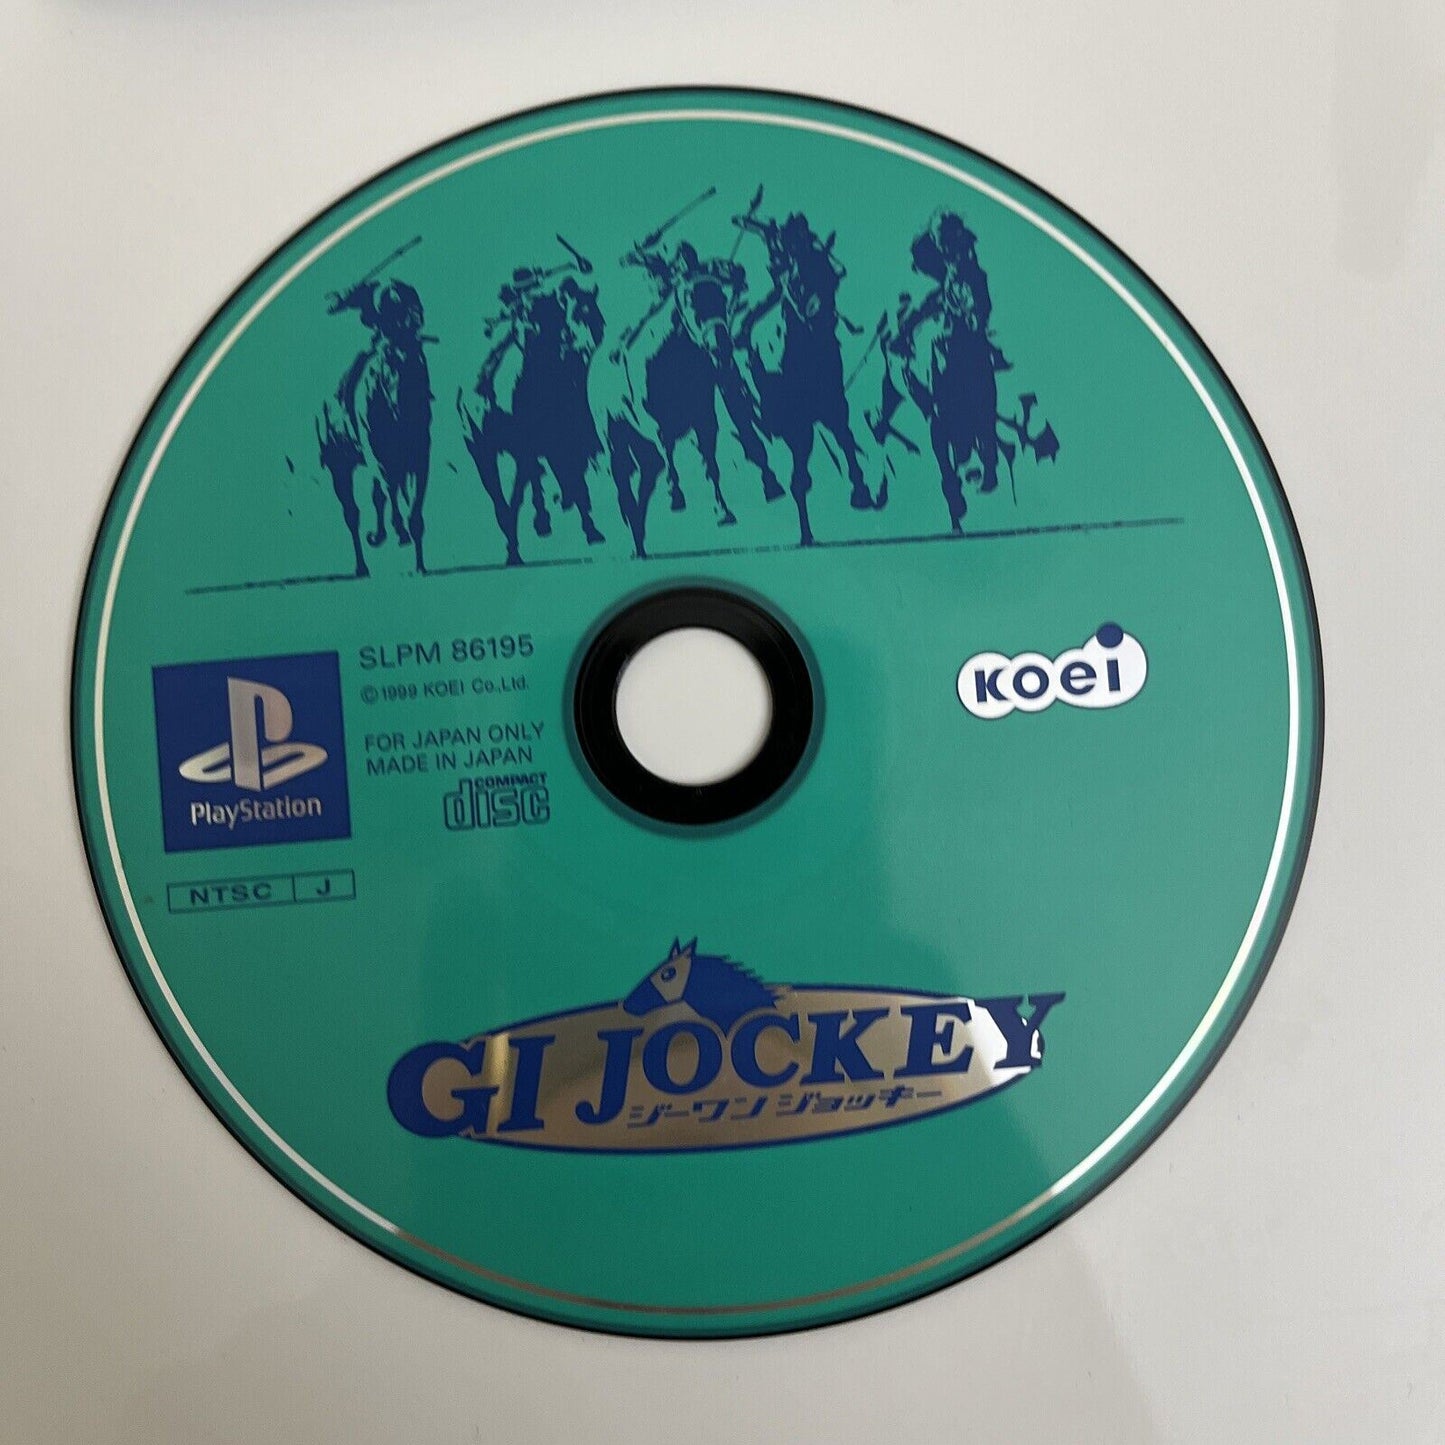 SLPM 86195
©1999 KOEI Co.,Ltd.
FOR JAPAN ONLY
MADE IN JAPAN
COMPACT
disc
PlayStation
NTSC J
KOEI
GI JOCKEY
ジーワン ジョッキー